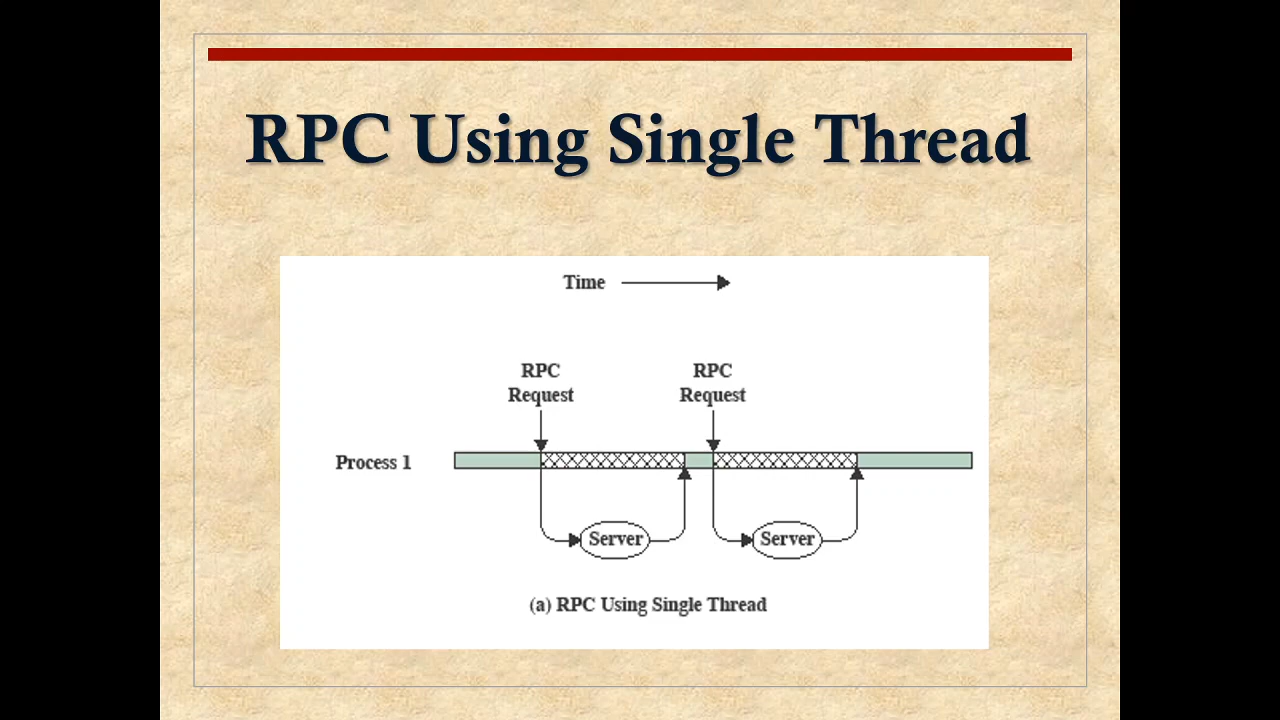 RPC Using Single Thread
Time
RPC
Request
RPC
Request
Process 1
Server
Server
(a) RPC Using Single Thread